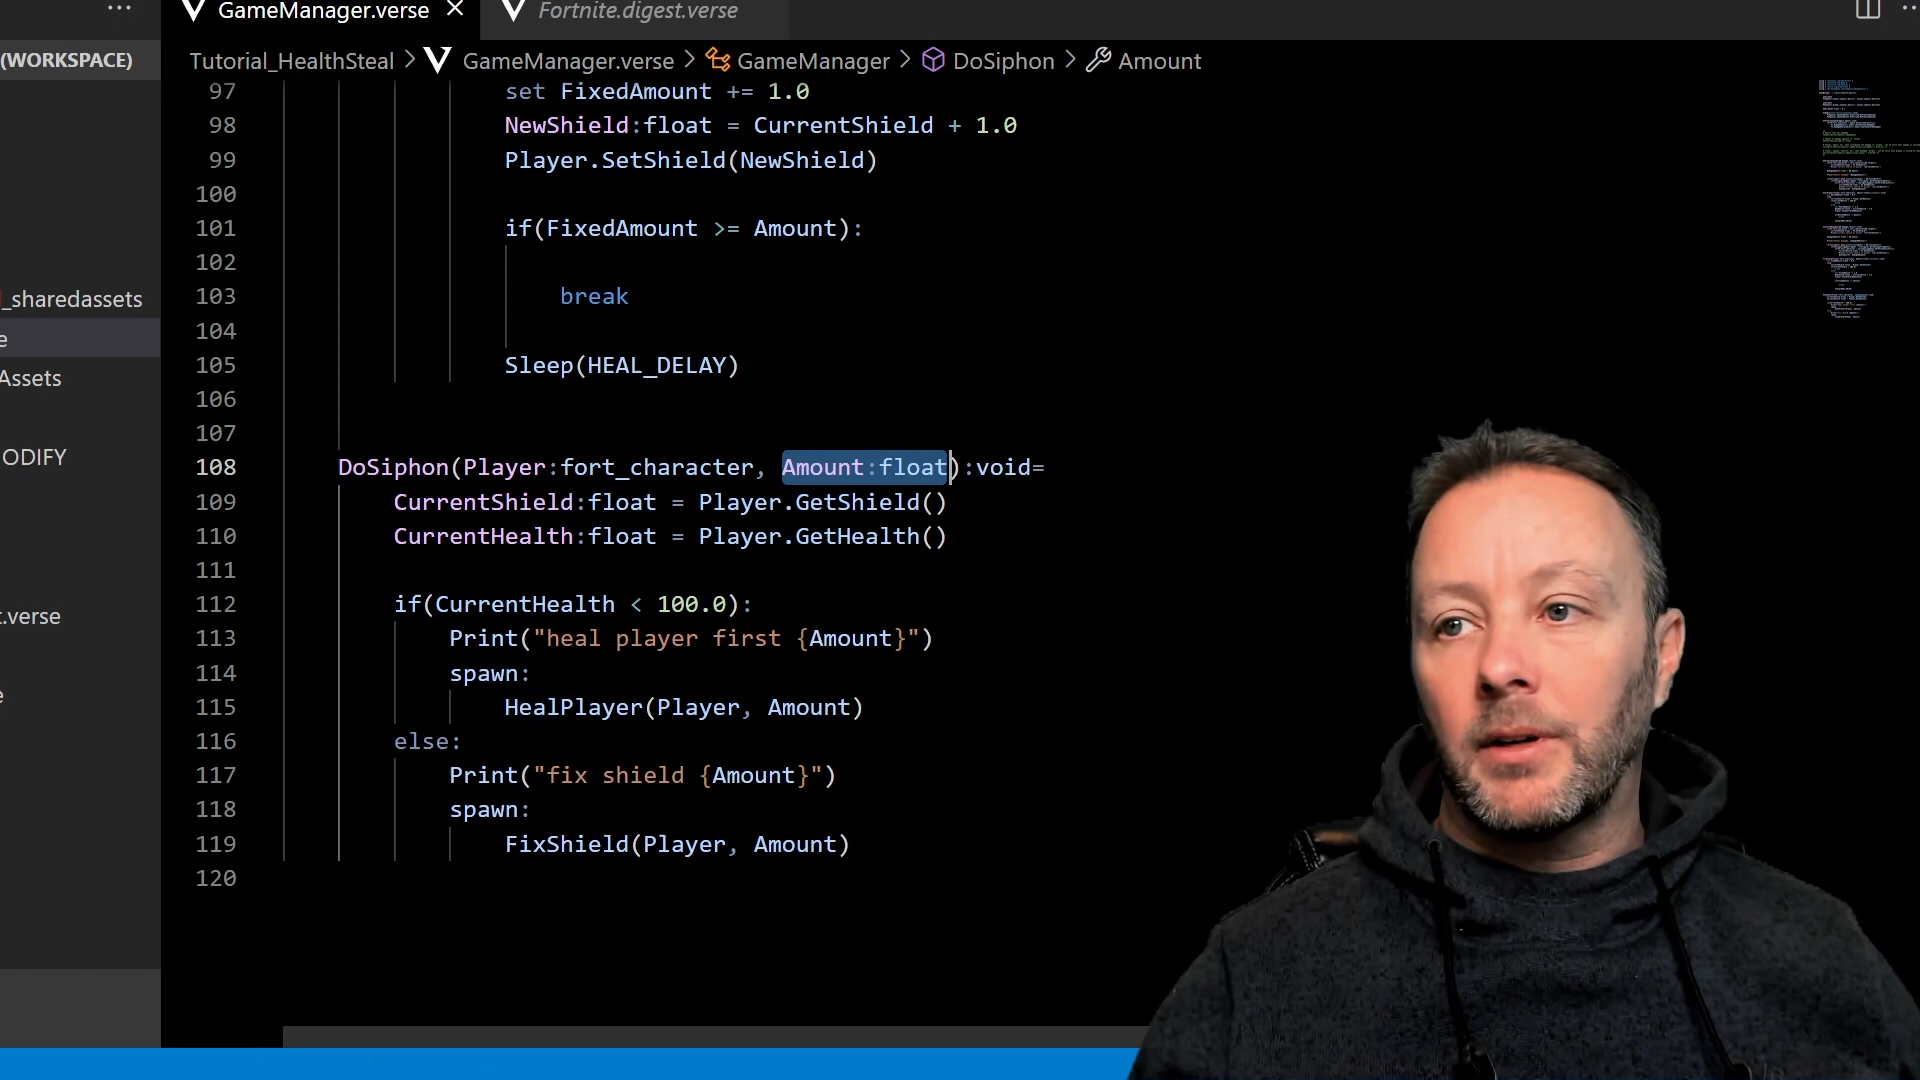 GameManager.verse
Fortnite.digest.verse
(WORKSPACE)
Tutorial_HealthSteal > GameManager.verse > GameManager > DoSiphon > Amount
97 set FixedAmount += 1.0
98 NewShield:float = CurrentShield + 1.0
99 Player.SetShield(NewShield)
100
101 if(FixedAmount >= Amount):
102
103 break
104
105 Sleep(HEAL_DELAY)
106
107
108 DoSiphon(Player:fort_character, Amount:float):void=
109 CurrentShield:float = Player.GetShield()
110 CurrentHealth:float = Player.GetHealth()
111
112 if(CurrentHealth < 100.0):
113 Print("heal player first {Amount}")
114 spawn:
115 HealPlayer(Player, Amount)
116 else:
117 Print("fix shield {Amount}")
118 spawn:
119 FixShield(Player, Amount)
120
_sharedassets
e
Assets
ODIFY
t.verse
e